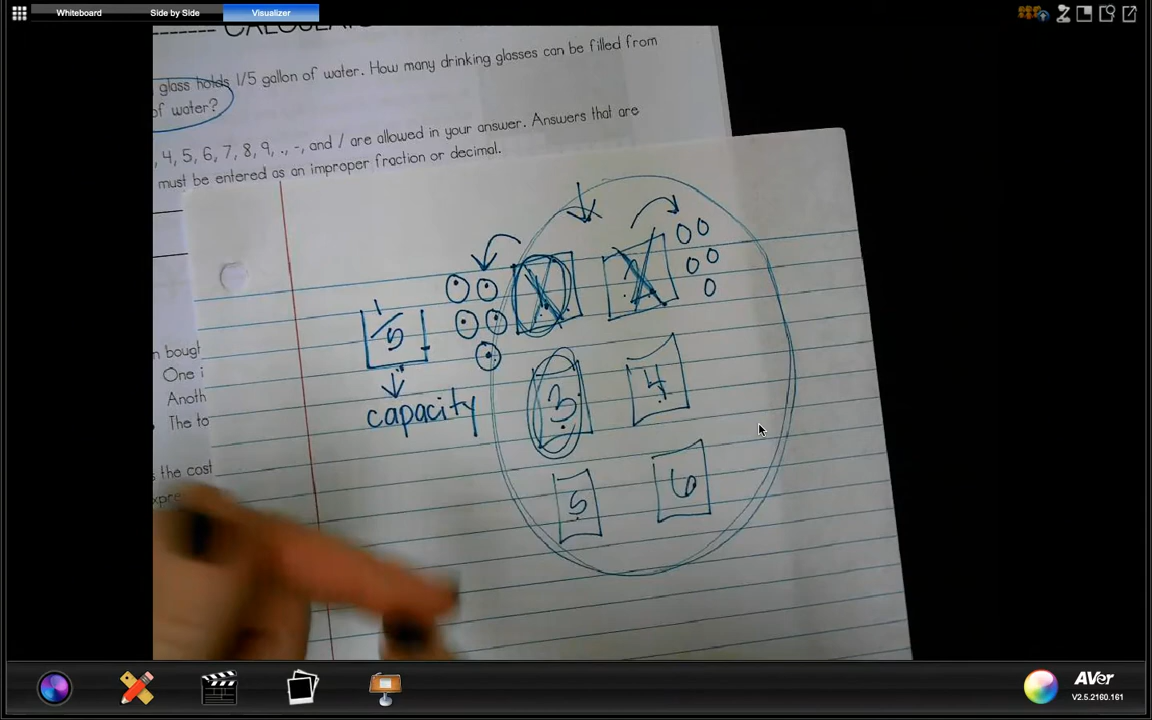 Whiteboard Side by Side Visualizer
glass holds 1/5 gallon of water. How many drinking glasses can be filled from
of water?
, 4, 5, 6, 7, 8, 9, ., -, and / are allowed in your answer. Answers that are
must be entered as an improper fraction or decimal.
1 2
1/5
3 4
capacity
5 6
n bought
One i
Anoth
The to
the cost
AVer
V2.5.2160.161